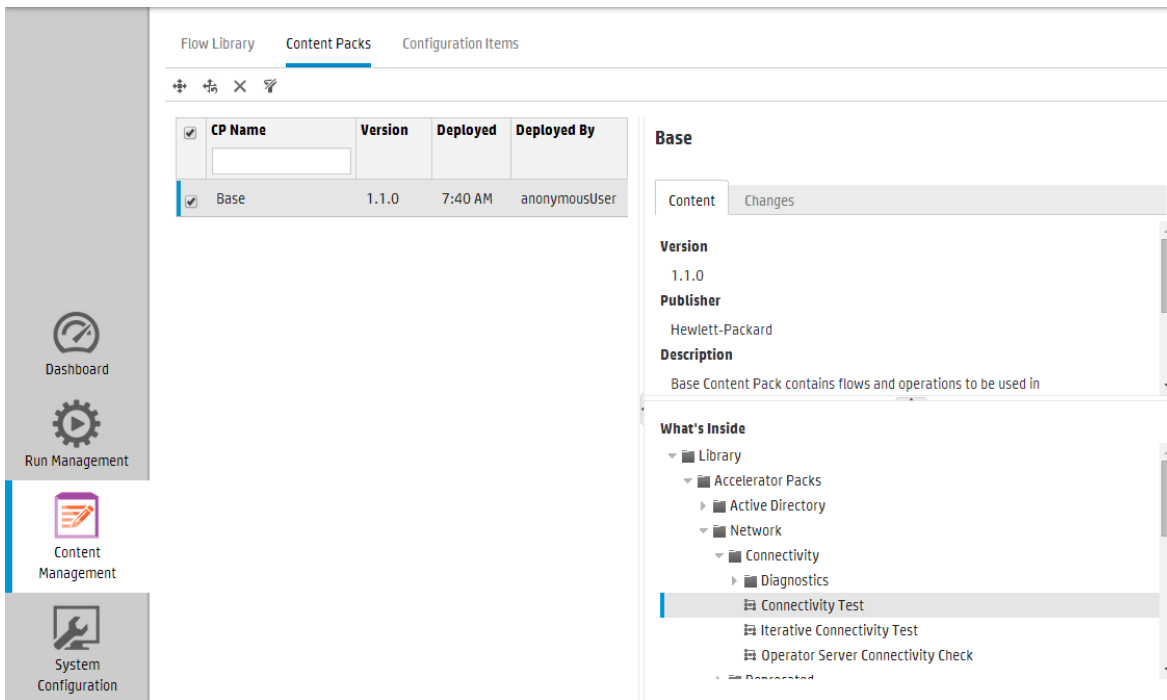 Flow Library Content Packs Configuration Items
CP Name Version Deployed Deployed By
Base 1.1.0 7:40 AM anonymousUser
Base
Content Changes
Version
1.1.0
Publisher
Hewlett-Packard
Description
Base Content Pack contains flows and operations to be used in
What's Inside
Library
Accelerator Packs
Active Directory
Network
Connectivity
Diagnostics
Connectivity Test
Iterative Connectivity Test
Operator Server Connectivity Check
Deprecated
Dashboard
Run Management
Content
Management
System
Configuration